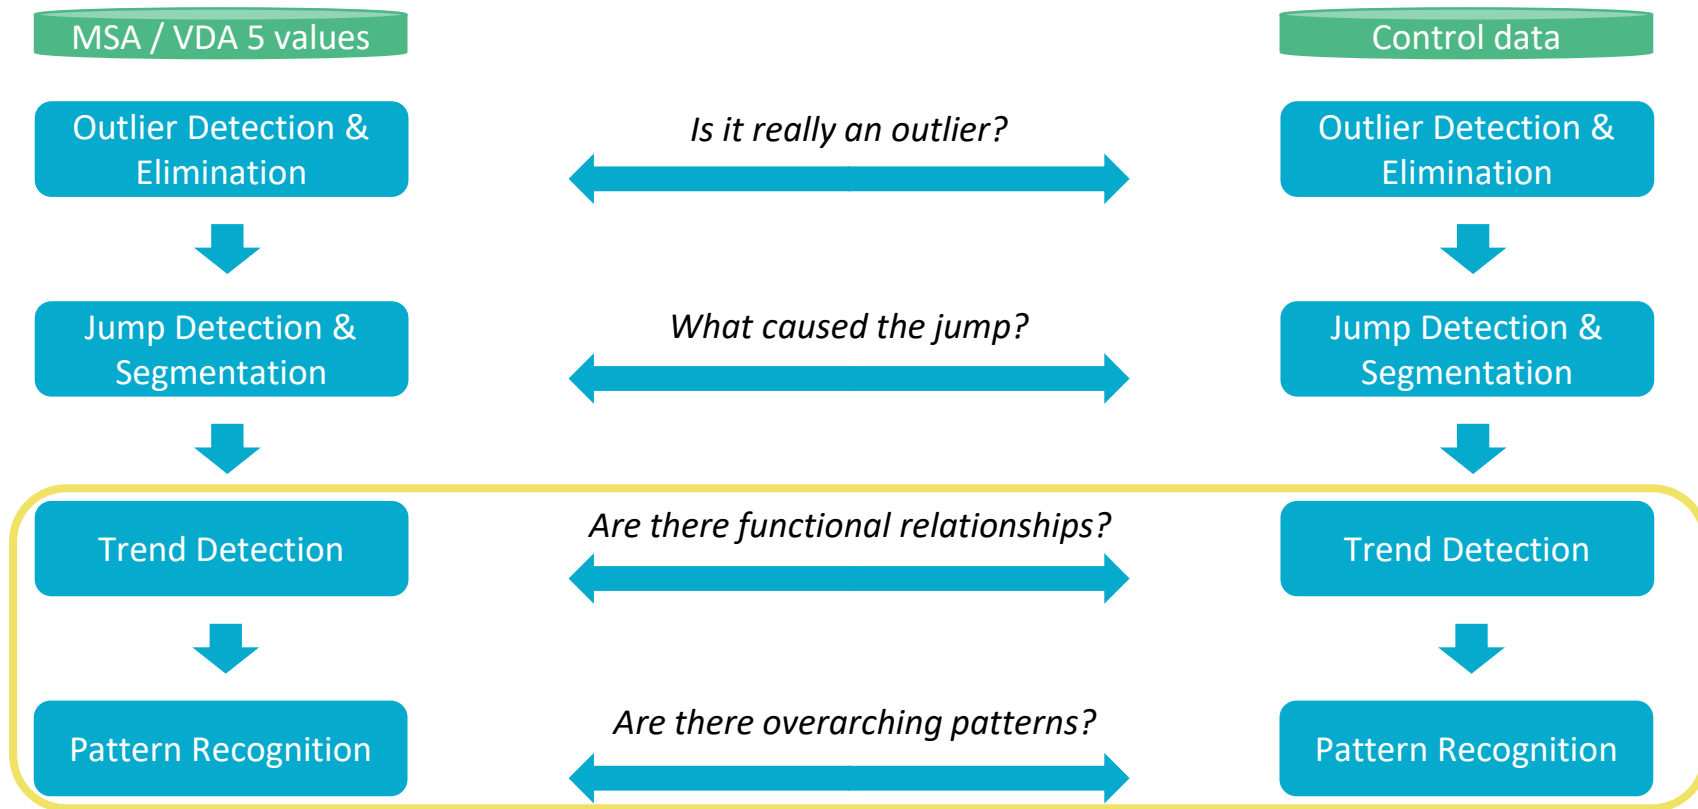 MSA / VDA 5 values
Control data
Outlier Detection &
Elimination
Is it really an outlier?
Outlier Detection &
Elimination
Jump Detection &
Segmentation
What caused the jump?
Jump Detection &
Segmentation
Trend Detection
Are there functional relationships?
Trend Detection
Pattern Recognition
Are there overarching patterns?
Pattern Recognition